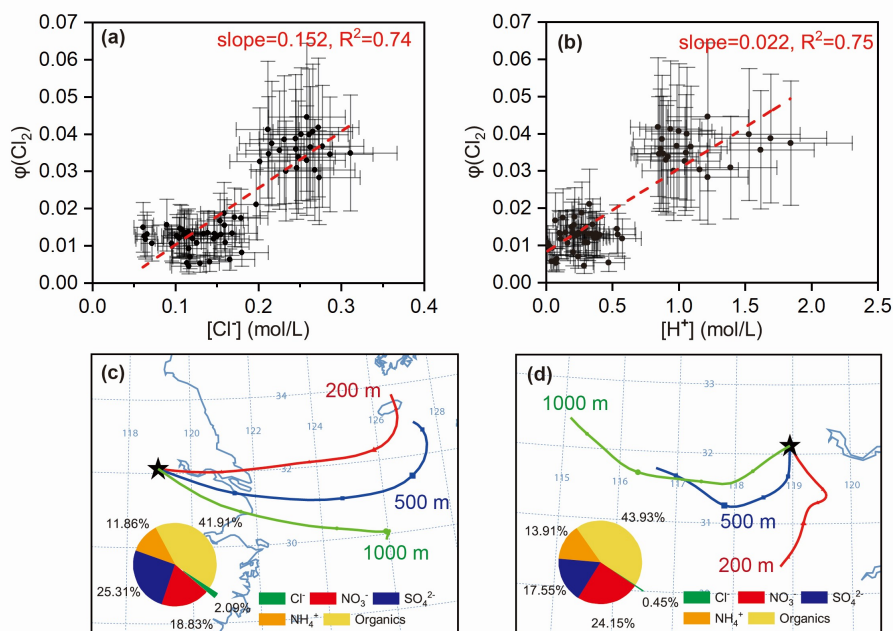 (a)
slope=0.152, R²=0.74
φ(Cl₂)
0.07
0.06
0.05
0.04
0.03
0.02
0.01
0.00
0.0 0.1 0.2 0.3 0.4
[Cl⁻] (mol/L)
(b)
slope=0.022, R²=0.75
φ(Cl₂)
0.07
0.06
0.05
0.04
0.03
0.02
0.01
0.00
0.0 0.5 1.0 1.5 2.0 2.5
[H⁺] (mol/L)
(c)
34
200 m
118 120 122 124 126 128
32
500 m
30
1000 m
11.86% 41.91%
25.31%
2.09%
18.83%
Cl⁻ NO₃⁻ SO₄²⁻
NH₄⁺ Organics
(d)
33
1000 m
32
115 116 117 118 119 120
500 m
31
200 m
13.91% 43.93%
17.55%
0.45%
24.15%
Cl⁻ NO₃⁻ SO₄²⁻
NH₄⁺ Organics